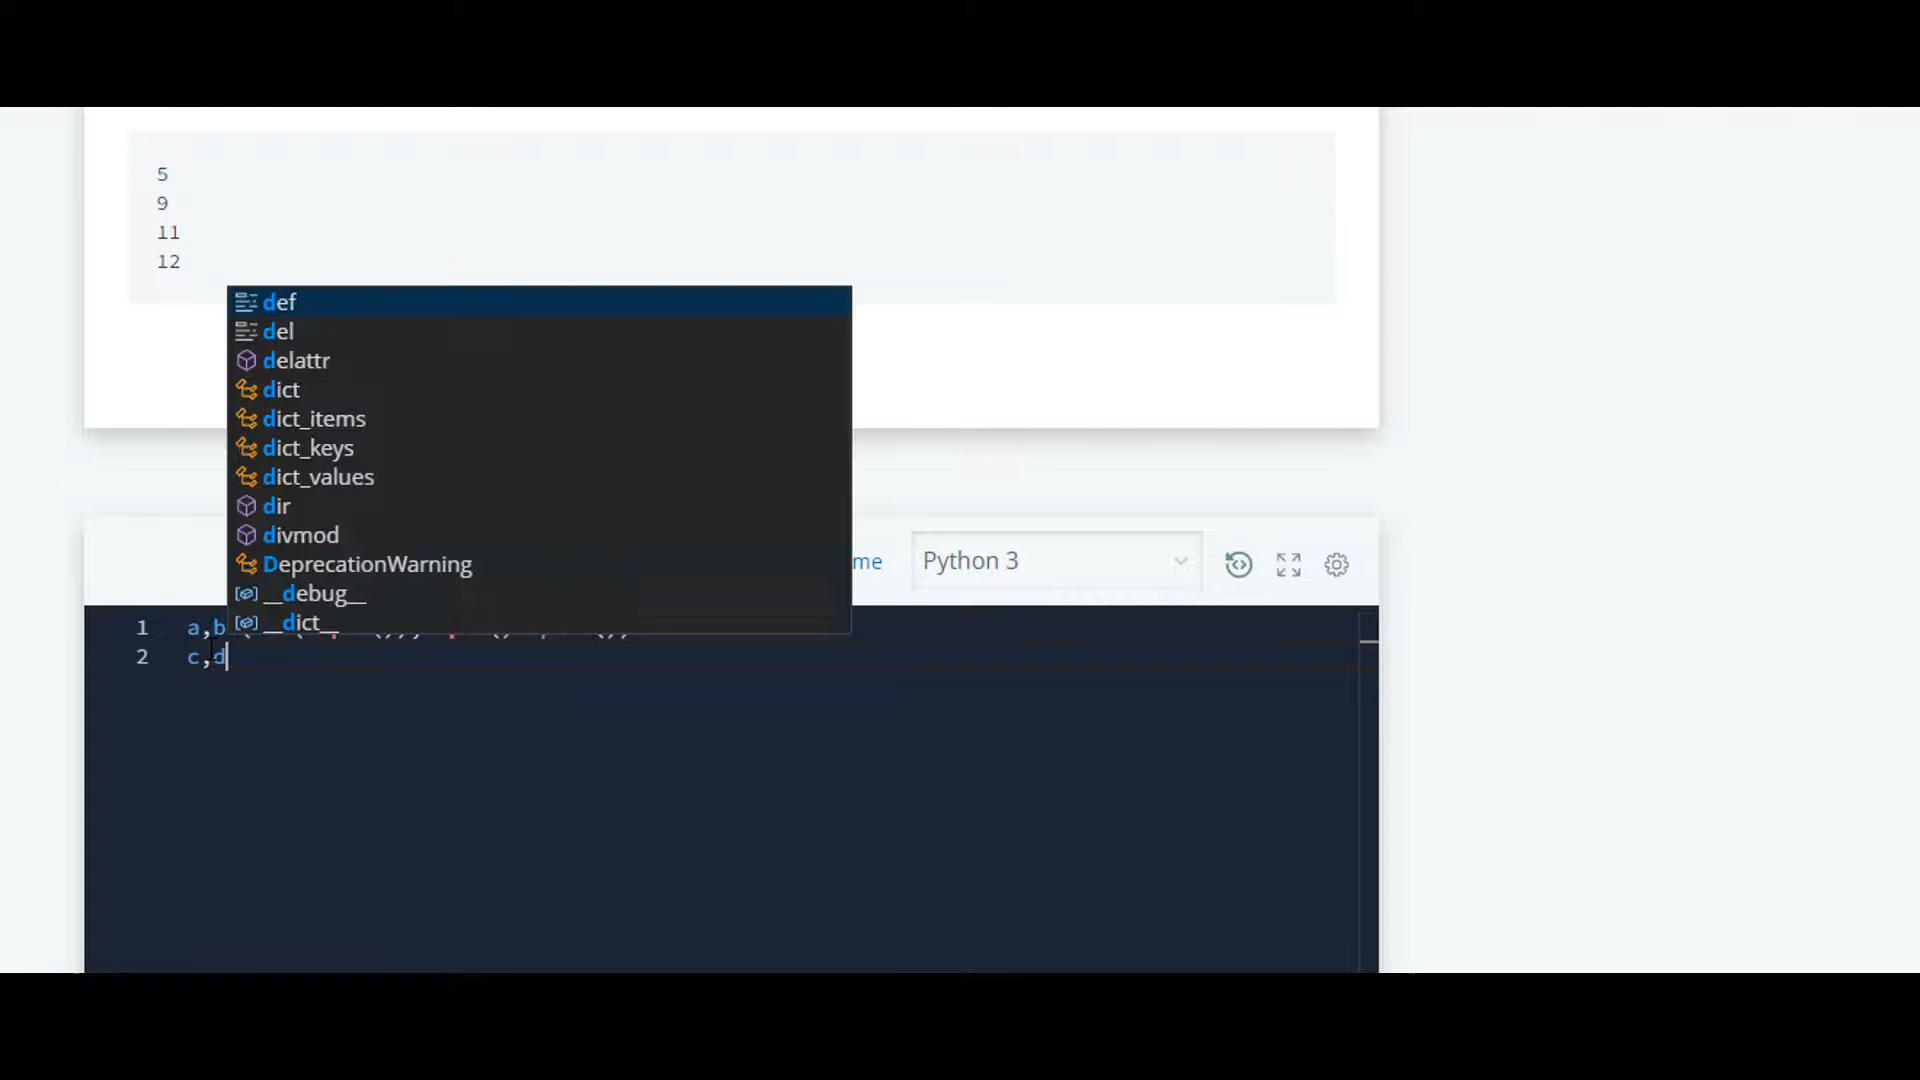 5
9
11
12
def
del
delattr
dict
dict_items
dict_keys
dict_values
dir
divmod
DeprecationWarning
__debug__
__dict__
me
Python 3
1 a,b
2 c,d